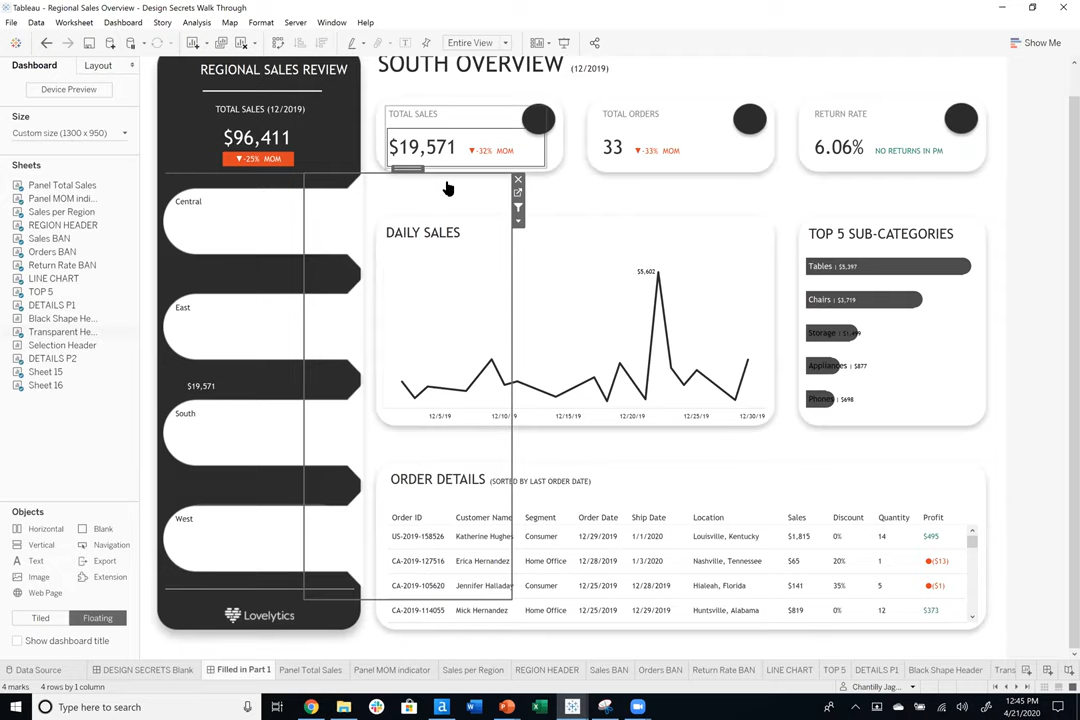 Tableau - Regional Sales Overview - Design Secrets Walk Through
File Data Worksheet Dashboard Story Analysis Map Format Server Window Help
Entire View
Show Me
Dashboard Layout
Device Preview
Size
Custom size (1300 x 950)
Sheets
Panel Total Sales
Panel MOM indi...
Sales per Region
REGION HEADER
Sales BAN
Orders BAN
Return Rate BAN
LINE CHART
TOP 5
DETAILS P1
Black Shape He...
Transparent He...
Selection Header
DETAILS P2
Sheet 15
Sheet 16
Objects
Horizontal Blank
Vertical Navigation
Text Export
Image Extension
Web Page
Tiled Floating
Show dashboard title
REGIONAL SALES REVIEW
TOTAL SALES (12/2019)
$96,411
▼-25% MOM
Central
East
$19,571
South
West
Lovelytics
SOUTH OVERVIEW (12/2019)
TOTAL SALES
$19,571 ▼-32% MOM
TOTAL ORDERS
33 ▼-33% MOM
RETURN RATE
6.06% NO RETURNS IN PM
DAILY SALES
$5,602
12/5/19 12/10/19 12/15/19 12/20/19 12/25/19 12/30/19
TOP 5 SUB-CATEGORIES
Tables | $5,397
Chairs | $3,719
Storage
Appliances | $877
Phones | $698
ORDER DETAILS (SORTED BY LAST ORDER DATE)
Order ID Customer Name Segment Order Date Ship Date Location Sales Discount Quantity Profit
US-2019-158526 Katherine Hughes Consumer 12/29/2019 1/1/2020 Louisville, Kentucky $1,815 0% 14 $495
CA-2019-127516 Erica Hernandez Home Office 12/28/2019 1/3/2020 Nashville, Tennessee $65 20% 1 ($13)
CA-2019-105620 Jennifer Halladay Consumer 12/25/2019 12/28/2019 Hialeah, Florida $141 35% 5 ($1)
CA-2019-114055 Mick Hernandez Home Office 12/25/2019 12/29/2019 Huntsville, Alabama $819 0% 12 $373
Data Source DESIGN SECRETS Blank Filled in Part 1 Panel Total Sales Panel MOM indicator Sales per Region REGION HEADER Sales BAN Orders BAN Return Rate BAN LINE CHART TOP 5 DETAILS P1 Black Shape Header Trans
4 marks 4 rows by 1 column
Chantilly Jag...
Type here to search
12:45 PM
4/21/2020